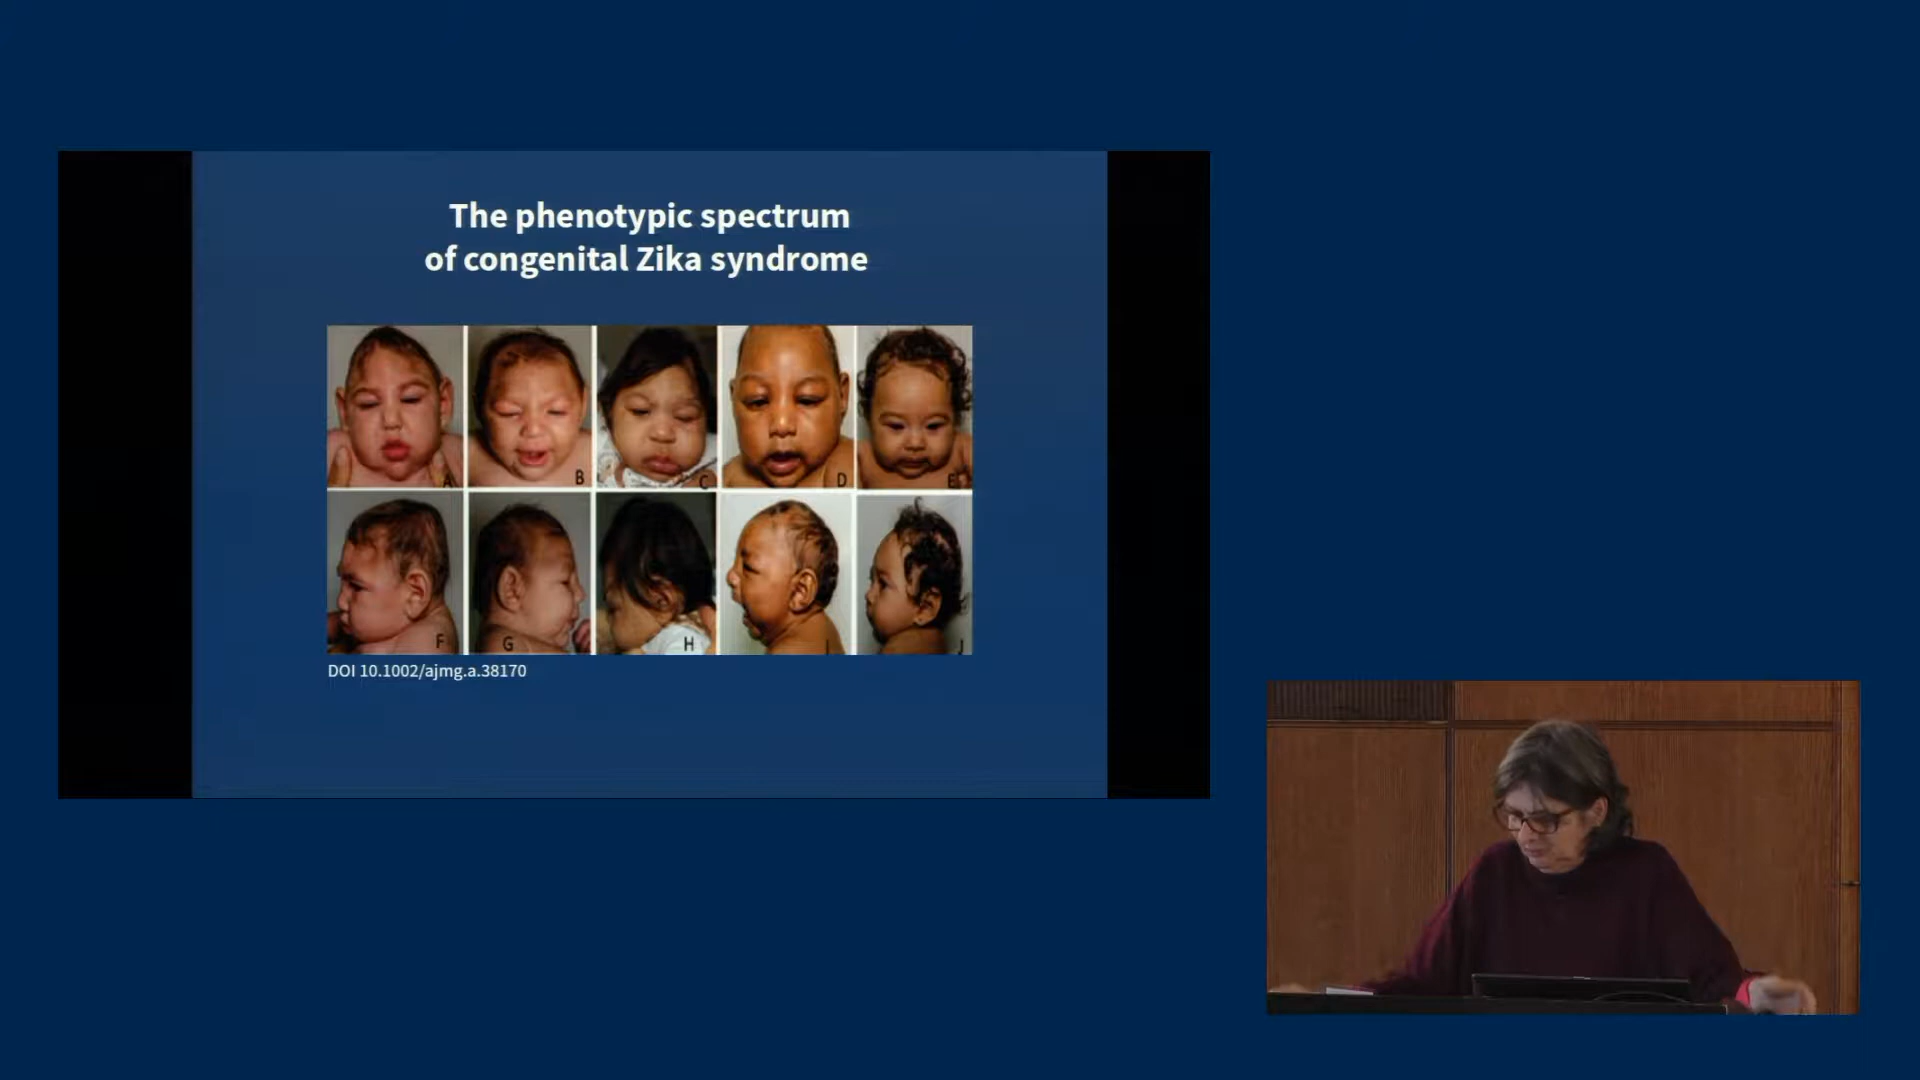 The phenotypic spectrum
of congenital Zika syndrome
A B C D E
F G H I J
DOI 10.1002/ajmg.a.38170